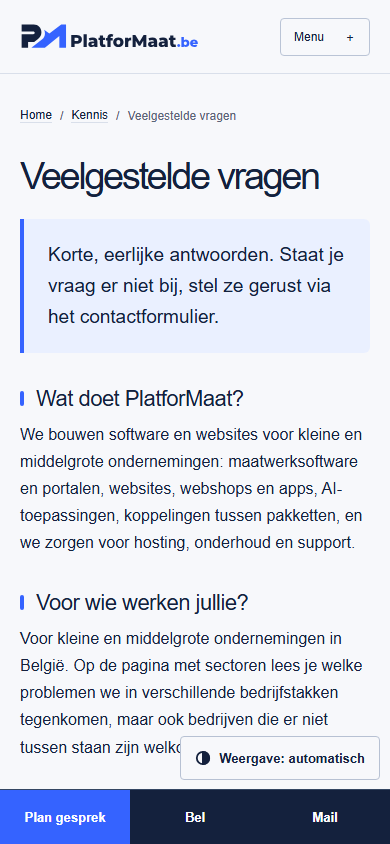 PM PlatforMaat.be
Menu +
Home / Kennis / Veelgestelde vragen
Veelgestelde vragen
Korte, eerlijke antwoorden. Staat je
vraag er niet bij, stel ze gerust via
het contactformulier.
Wat doet PlatforMaat?
We bouwen software en websites voor kleine en
middelgrote ondernemingen: maatwerksoftware
en portalen, websites, webshops en apps, AI-
toepassingen, koppelingen tussen pakketten, en
we zorgen voor hosting, onderhoud en support.
Voor wie werken jullie?
Voor kleine en middelgrote ondernemingen in
België. Op de pagina met sectoren lees je welke
problemen we in verschillende bedrijfstakken
tegenkomen, maar ook bedrijven die er niet
tussen staan zijn
Weergave: automatisch
Plan gesprek
Bel
Mail